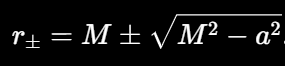 r± = M ± √(M² − a²).